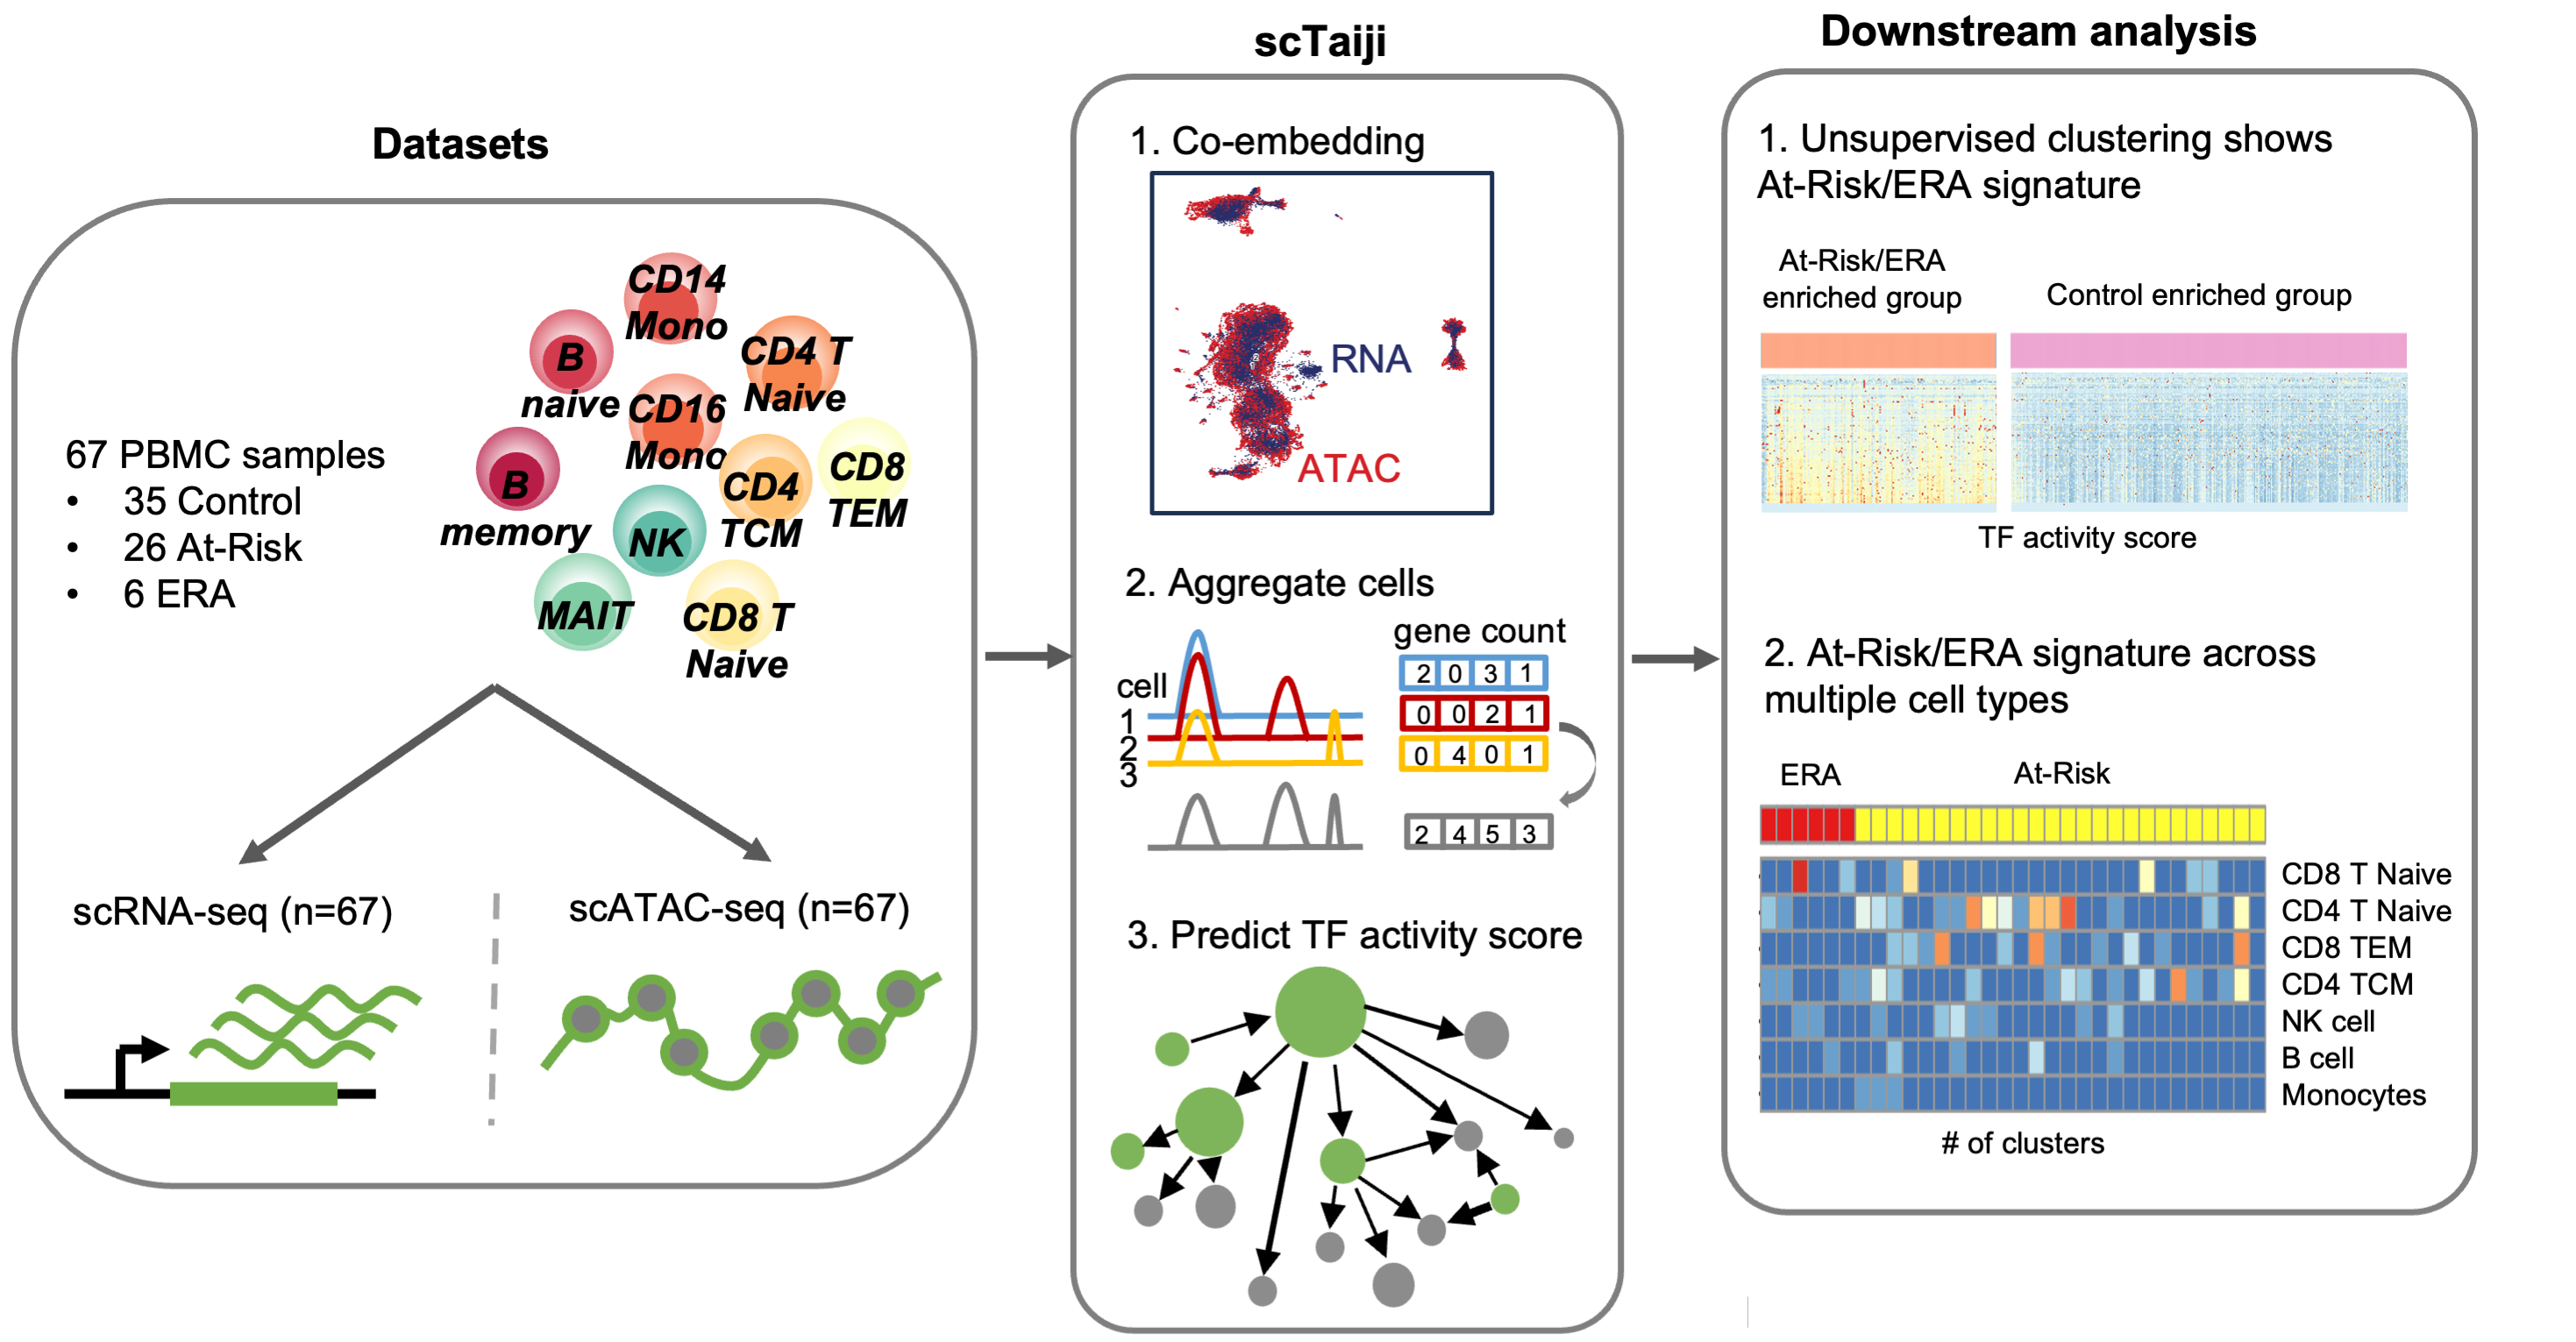 Datasets
67 PBMC samples
• 35 Control
• 26 At-Risk
• 6 ERA
CD14
Mono
B
naive
CD4 T
Naive
CD16
Mono
B
memory
CD4
TCM
CD8
TEM
NK
MAIT
CD8 T
Naive
scRNA-seq (n=67)
scATAC-seq (n=67)
scTaiji
1. Co-embedding
RNA
ATAC
2. Aggregate cells
gene count
cell
1
2
3
2 0 3 1
0 0 2 1
0 4 0 1
2 4 5 3
3. Predict TF activity score
Downstream analysis
1. Unsupervised clustering shows
At-Risk/ERA signature
At-Risk/ERA
enriched group
Control enriched group
TF activity score
2. At-Risk/ERA signature across
multiple cell types
ERA
At-Risk
CD8 T Naive
CD4 T Naive
CD8 TEM
CD4 TCM
NK cell
B cell
Monocytes
# of clusters